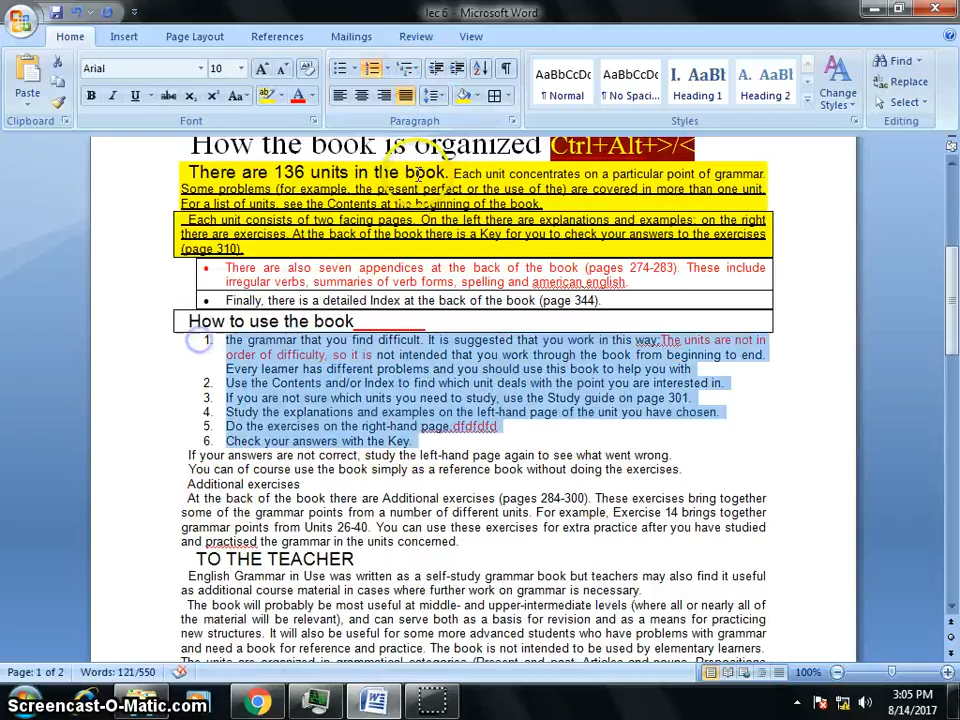 lec 6 - Microsoft Word
Home Insert Page Layout References Mailings Review View
Paste
Arial 10
B I U abc X₂ X² Aa
AaBbCcDc AaBbCcDc I. AaBb A. AaBb
¶ Normal ¶ No Spaci... Heading 1 Heading 2
Change Styles
Find
Replace
Select
Clipboard Font Paragraph Styles Editing
How the book is organized Ctrl+Alt+>/<
There are 136 units in the book. Each unit concentrates on a particular point of grammar.
Some problems (for example, the present perfect or the use of the) are covered in more than one unit.
For a list of units, see the Contents at the beginning of the book.
Each unit consists of two facing pages. On the left there are explanations and examples: on the right
there are exercises. At the back of the book there is a Key for you to check your answers to the exercises
(page 310).
• There are also seven appendices at the back of the book (pages 274-283). These include
irregular verbs, summaries of verb forms, spelling and american english.
• Finally, there is a detailed Index at the back of the book (page 344).
How to use the book________
1. the grammar that you find difficult. It is suggested that you work in this way:The units are not in
order of difficulty, so it is not intended that you work through the book from beginning to end.
Every learner has different problems and you should use this book to help you with
2. Use the Contents and/or Index to find which unit deals with the point you are interested in.
3. If you are not sure which units you need to study, use the Study guide on page 301.
4. Study the explanations and examples on the left-hand page of the unit you have chosen.
5. Do the exercises on the right-hand page.dfdfdfd
6. Check your answers with the Key.
If your answers are not correct, study the left-hand page again to see what went wrong.
You can of course use the book simply as a reference book without doing the exercises.
Additional exercises
At the back of the book there are Additional exercises (pages 284-300). These exercises bring together
some of the grammar points from a number of different units. For example, Exercise 14 brings together
grammar points from Units 26-40. You can use these exercises for extra practice after you have studied
and practised the grammar in the units concerned.
TO THE TEACHER
English Grammar in Use was written as a self-study grammar book but teachers may also find it useful
as additional course material in cases where further work on grammar is necessary.
The book will probably be most useful at middle- and upper-intermediate levels (where all or nearly all of
the material will be relevant), and can serve both as a basis for revision and as a means for practicing
new structures. It will also be useful for some more advanced students who have problems with grammar
and need a book for reference and practice. The book is not intended to be used by elementary learners.
The units are organized in grammatical categories (Present and past, Articles and nouns, Prepositions
Page: 1 of 2 Words: 121/550 100%
Screencast-O-Matic.com
3:05 PM
8/14/2017